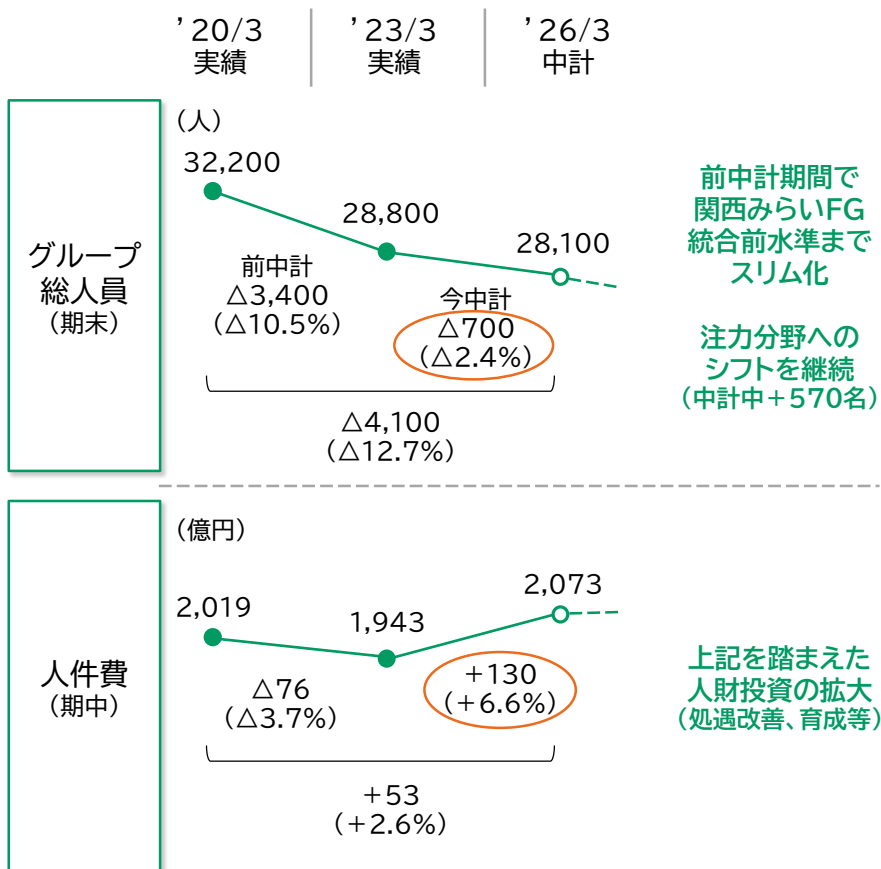 ’20/3
実績
’23/3
実績
’26/3
中計
グループ
総人員
（期末）
（人）
32,200
28,800
28,100
前中計
△3,400
（△10.5%）
今中計
△700
（△2.4%）
△4,100
（△12.7%）
前中計期間で
関西みらいFG
統合前水準まで
スリム化
注力分野への
シフトを継続
（中計中＋570名）
人件費
（期中）
（億円）
2,019
1,943
2,073
△76
（△3.7%）
+130
（+6.6%）
+53
（+2.6%）
上記を踏まえた
人財投資の拡大
（処遇改善、育成等）